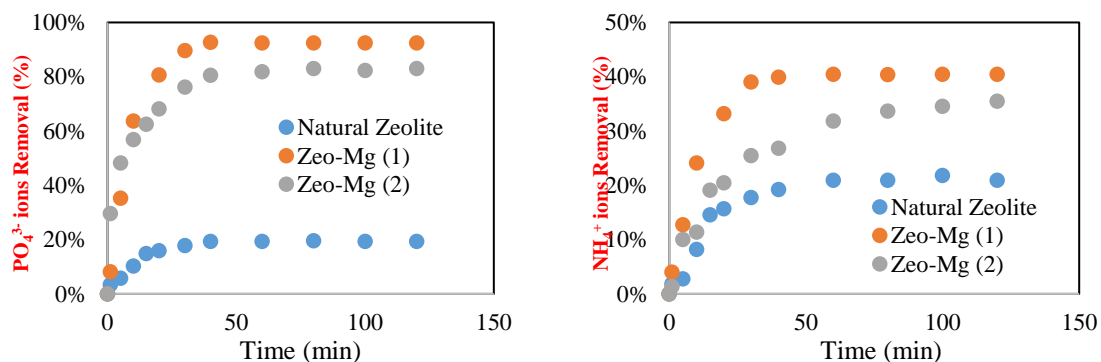 PO₄³⁻ ions Removal (%)
100%
80%
60%
40%
20%
0%
Natural Zeolite
Zeo-Mg (1)
Zeo-Mg (2)
0 50 100 150
Time (min)
NH₄⁺ ions Removal (%)
50%
40%
30%
20%
10%
0%
Natural Zeolite
Zeo-Mg (1)
Zeo-Mg (2)
0 50 100 150
Time (min)